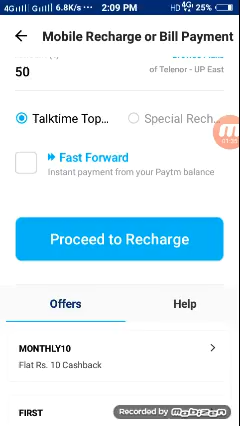 4G 4G 6.8K/s ··· 2:09 PM HD 4G 25%
Mobile Recharge or Bill Payment
50
of Telenor - UP East
Talktime Top... Special Rech...
Fast Forward
Instant payment from your Paytm balance
Proceed to Recharge
Offers Help
MONTHLY10
Flat Rs. 10 Cashback
FIRST
Recorded by MOBIZEN